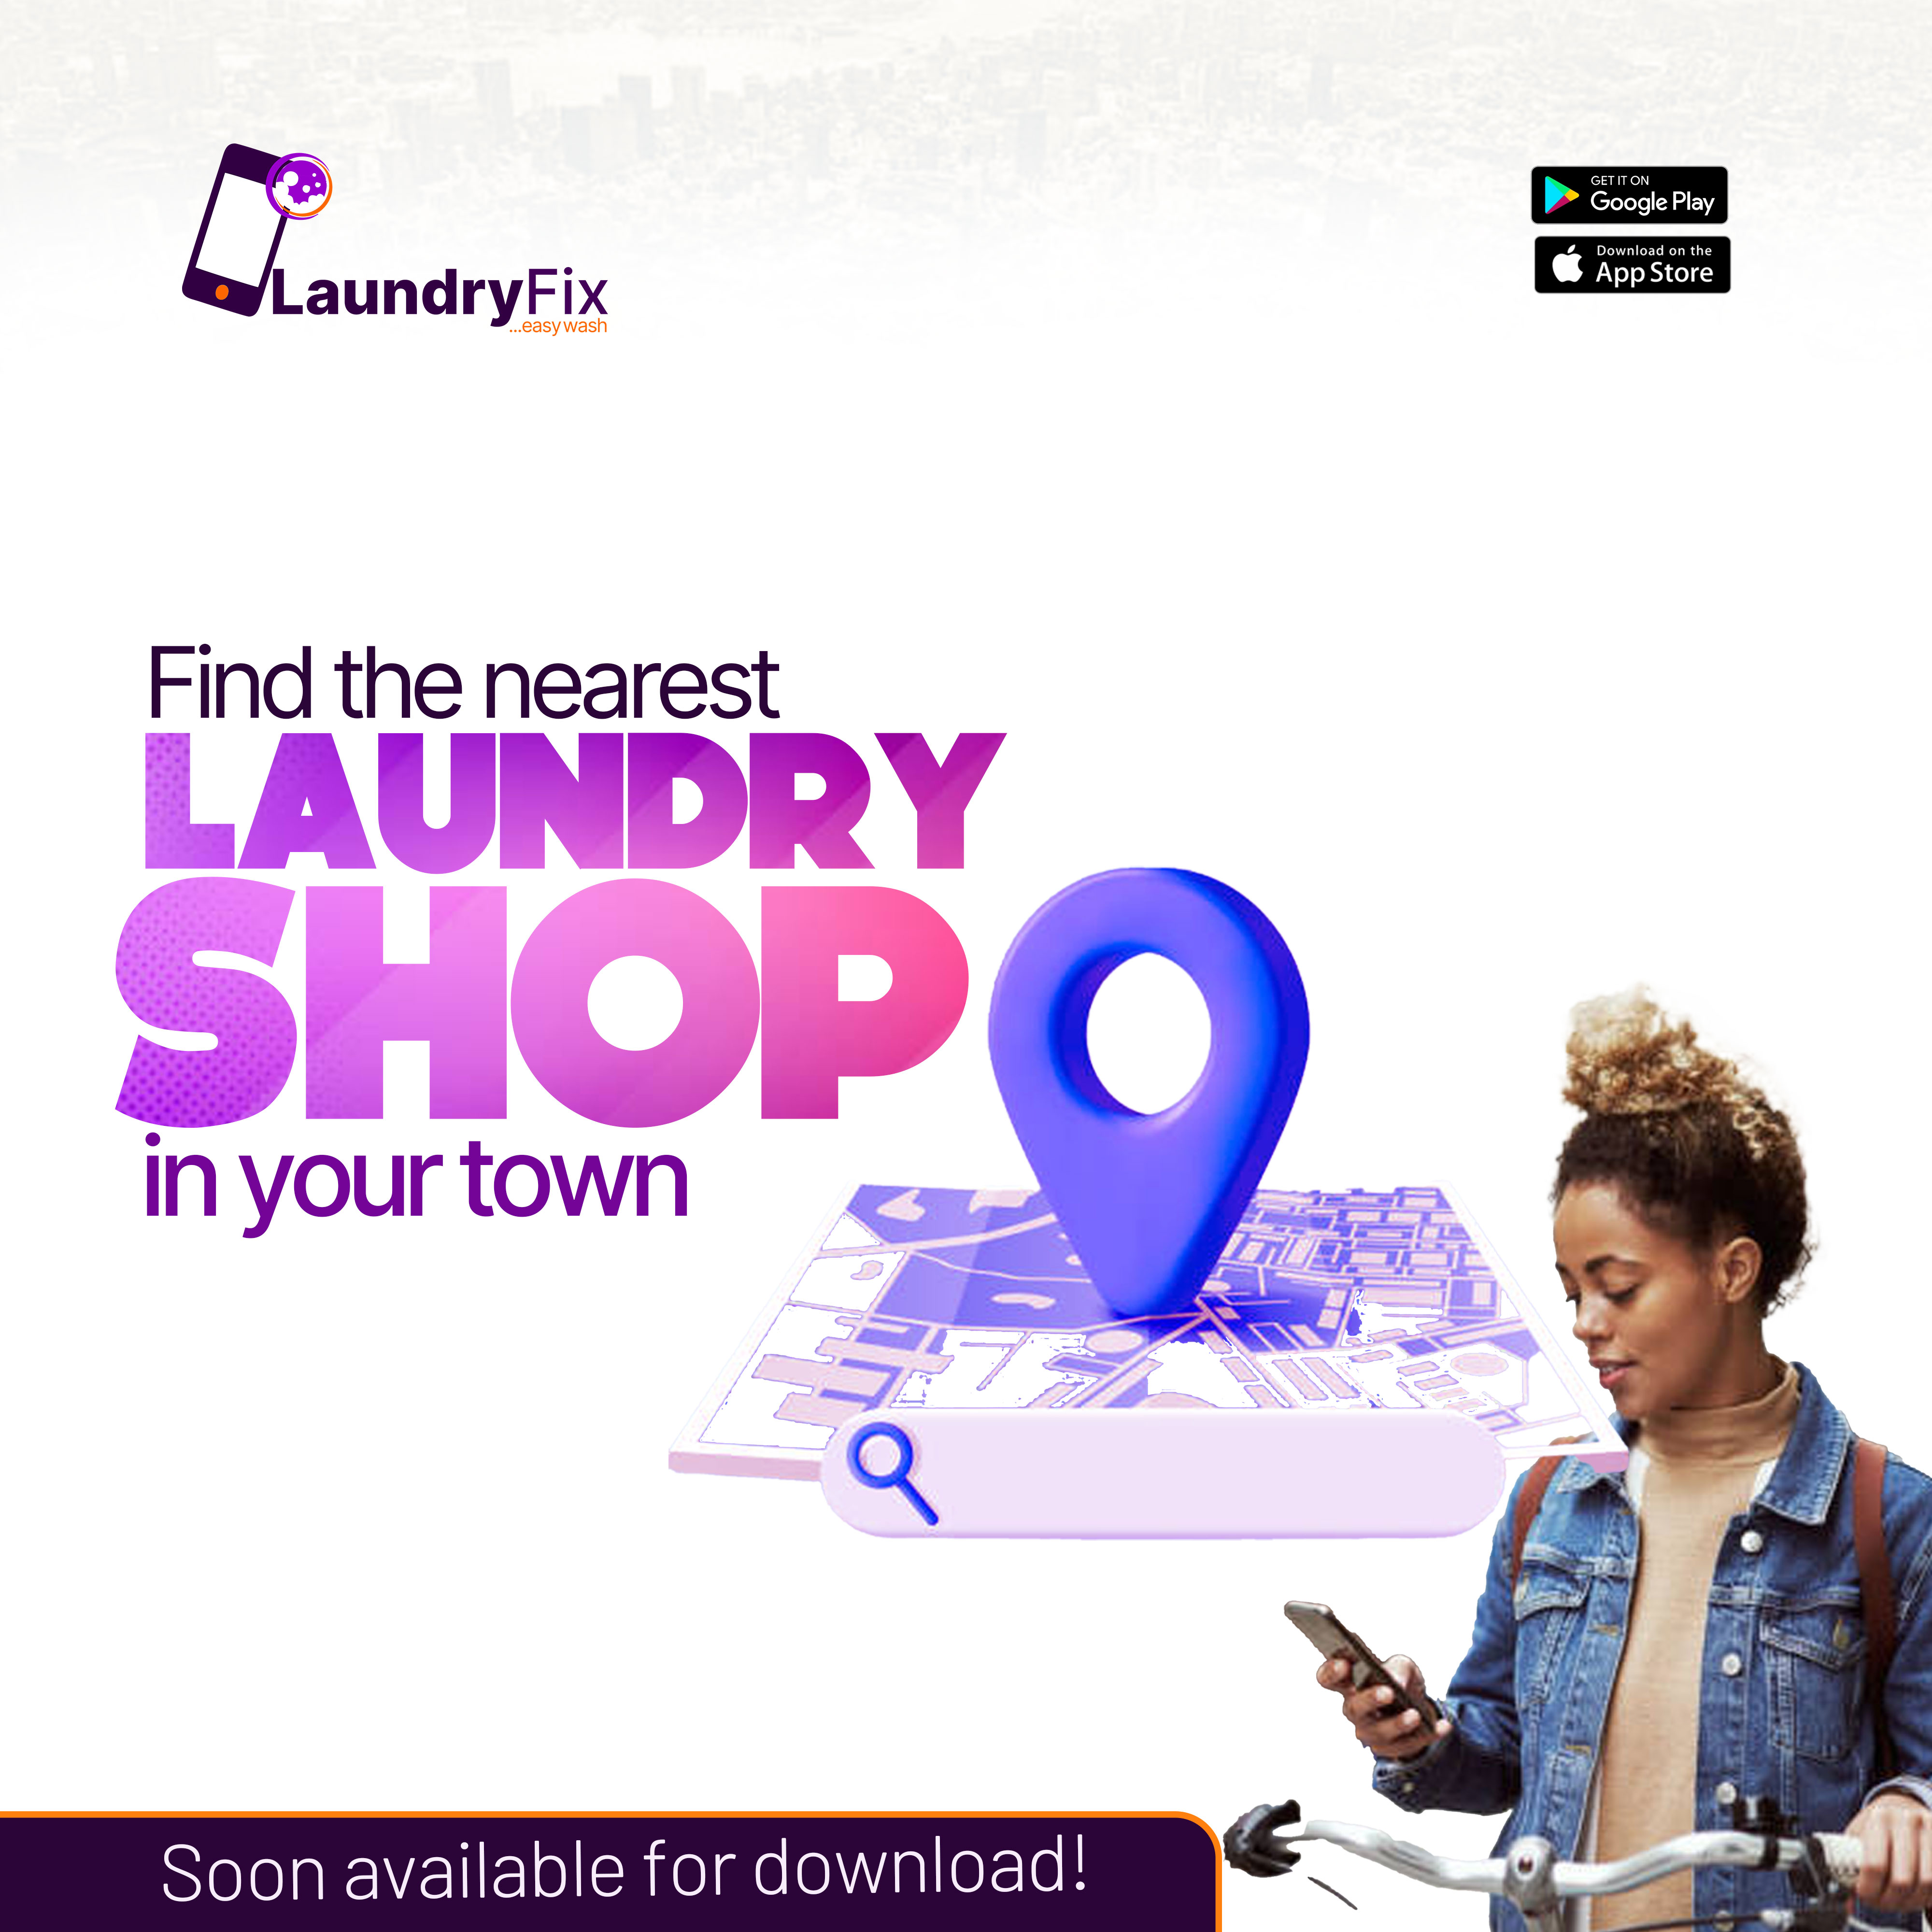 LaundryFix
...easy wash
GET IT ON
Google Play
Download on the
App Store
Find the nearest
LAUNDRY
SHOP
in your town
Soon available for download!